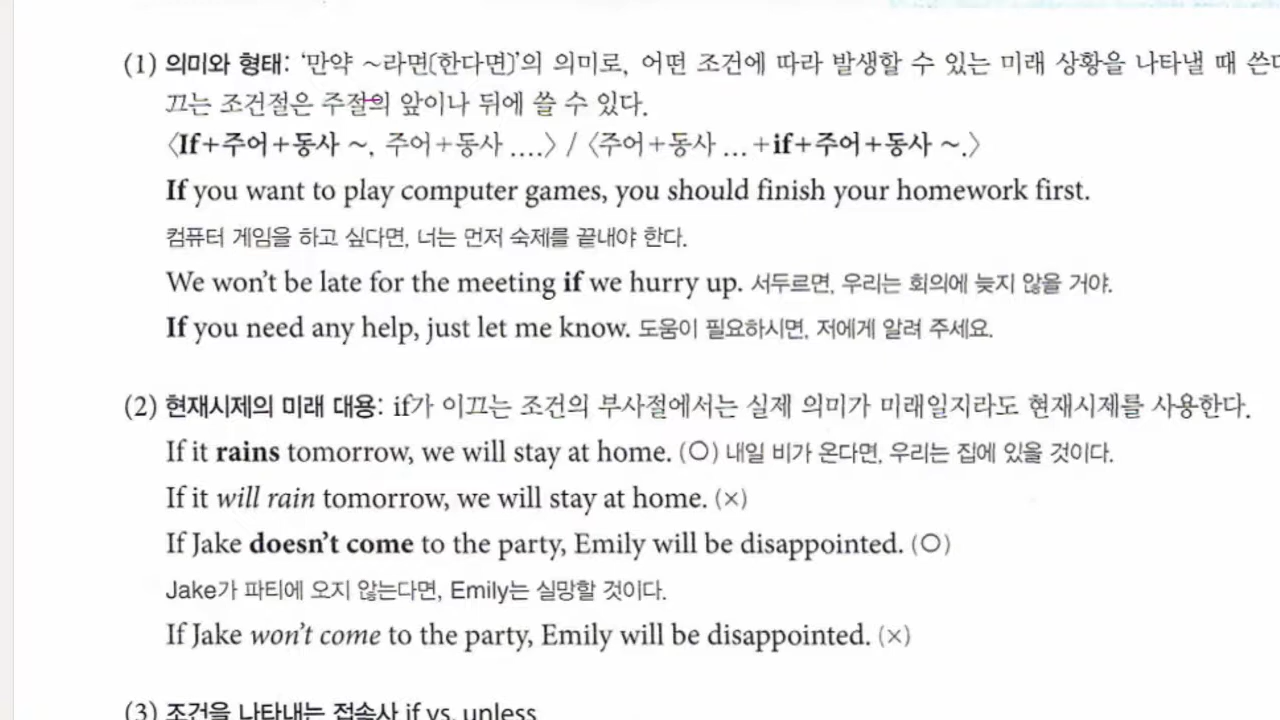 (1) 의미와 형태: ‘만약 ~라면(한다면)’의 의미로, 어떤 조건에 따라 발생할 수 있는 미래 상황을 나타낼 때
끄는 조건절은 주절의 앞이나 뒤에 쓸 수 있다.
〈If+주어+동사 ~, 주어+동사 ....〉 / 〈주어+동사 ... +if+주어+동사 ~.〉
If you want to play computer games, you should finish your homework first.
컴퓨터 게임을 하고 싶다면, 너는 먼저 숙제를 끝내야 한다.
We won’t be late for the meeting if we hurry up. 서두르면, 우리는 회의에 늦지 않을 거야.
If you need any help, just let me know. 도움이 필요하시면, 저에게 알려 주세요.
(2) 현재시제의 미래 대용: if가 이끄는 조건의 부사절에서는 실제 의미가 미래일지라도 현재시제를 사용한다.
If it rains tomorrow, we will stay at home. (○) 내일 비가 온다면, 우리는 집에 있을 것이다.
If it will rain tomorrow, we will stay at home. (×)
If Jake doesn’t come to the party, Emily will be disappointed. (○)
Jake가 파티에 오지 않는다면, Emily는 실망할 것이다.
If Jake won’t come to the party, Emily will be disappointed. (×)
(3) 조건을 나타내는 접속사 if vs. unless